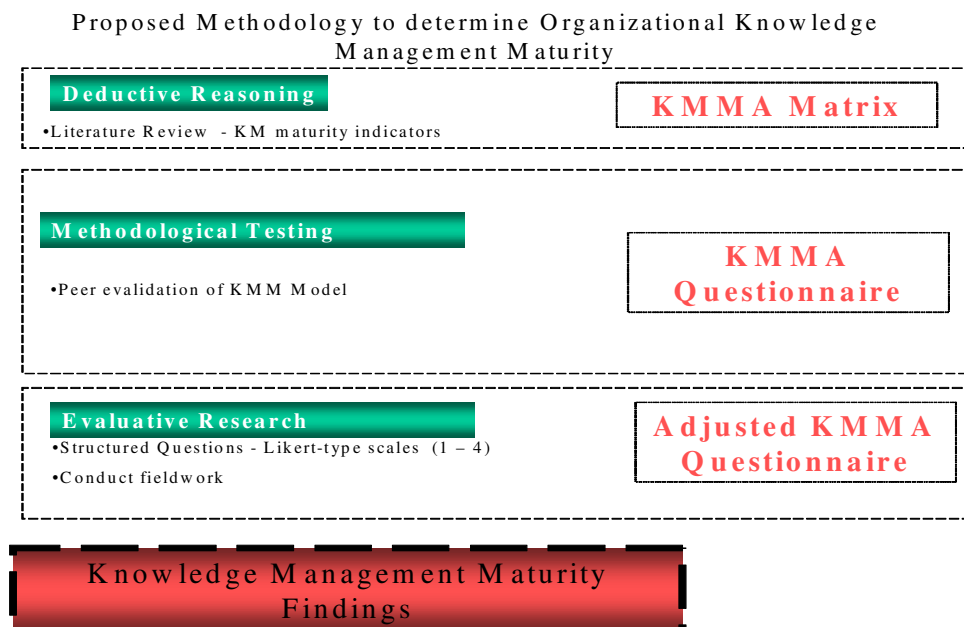 Proposed Methodology to determine Organizational Knowledge
Management Maturity
Deductive Reasoning
•Literature Review - KM maturity indicators
KMMA Matrix
Methodological Testing
•Peer evalidation of KMM Model
KMMA
Questionnaire
Evaluative Research
•Structured Questions - Likert-type scales (1 – 4)
•Conduct fieldwork
Adjusted KMMA
Questionnaire
Knowledge Management Maturity
Findings